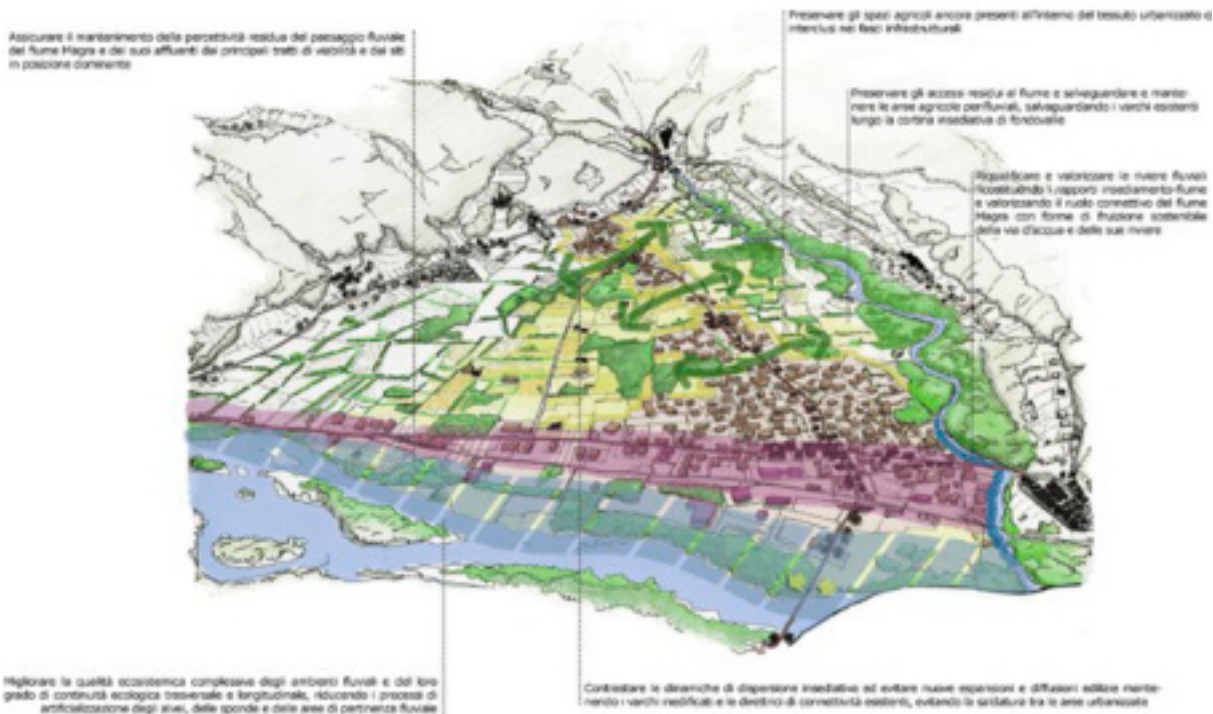 Assicurare il mantenimento della percettività residua del paesaggio fluviale
del fiume Magra e dei suoi affluenti dai principali tratti di viabilità e dai siti
in posizione dominante
Preservare gli spazi agricoli ancora presenti all'interno del tessuto urbanizzato o
interclusi nei fasci infrastrutturali
Preservare gli accessi residui al fiume e salvaguardare e mante-
nere le aree agricole perifluviali, salvaguardando i varchi esistenti
lungo la cortina insediativa di fondovalle
Riqualificare e valorizzare le riviere fluviali
ricostituendo i rapporti insediamento-fiume
e valorizzando il ruolo connettivo del fiume
Magra con forme di fruizione sostenibile
della via d'acqua e delle sue riviere
Migliorare la qualità ecosistemica complessiva degli ambienti fluviali e del loro
grado di continuità ecologica trasversale e longitudinale, riducendo i processi di
artificializzazione degli alvei, delle sponde e delle aree di pertinenza fluviale
Contrastare le dinamiche di dispersione insediativa ed evitare nuove espansioni e diffusioni edilizie mante-
nendo i varchi inedificati e le direttrici di connettività esistenti, evitando la saldatura tra le aree urbanizzate